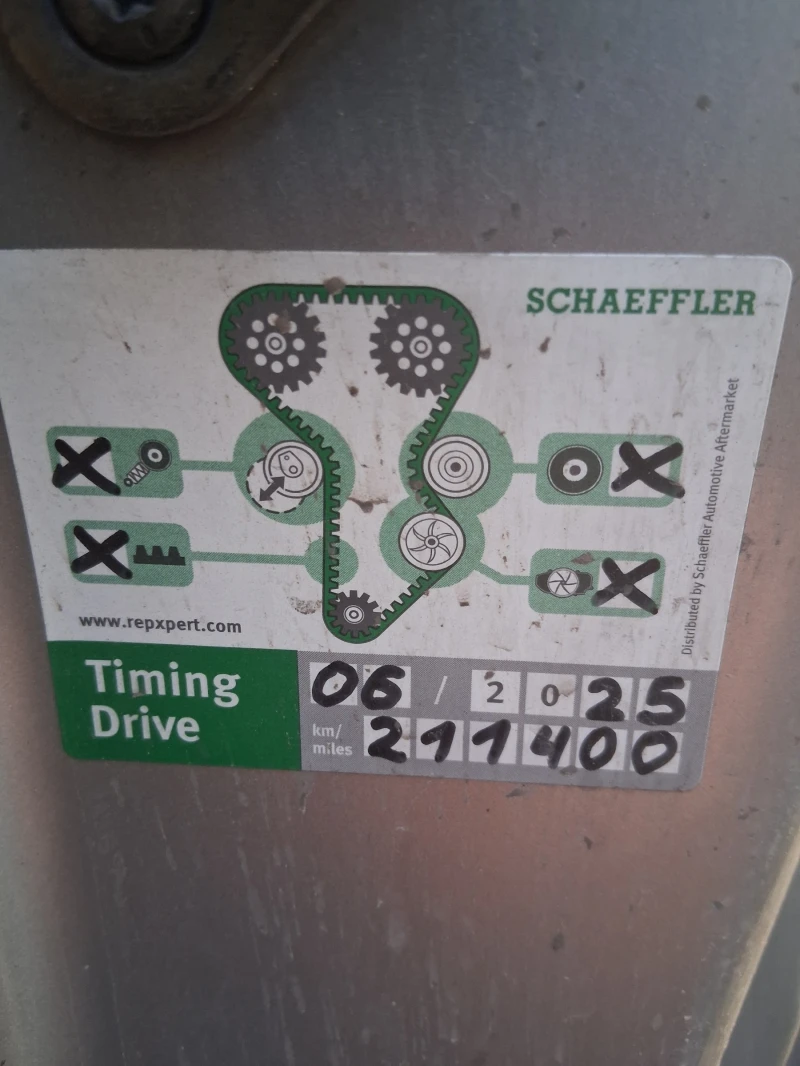 SCHAEFFLER
Distributed by Schaeffler Automotive Aftermarket
X
X
X
X
www.repxpert.com
Timing
Drive
06 / 2025
km/
miles
211400